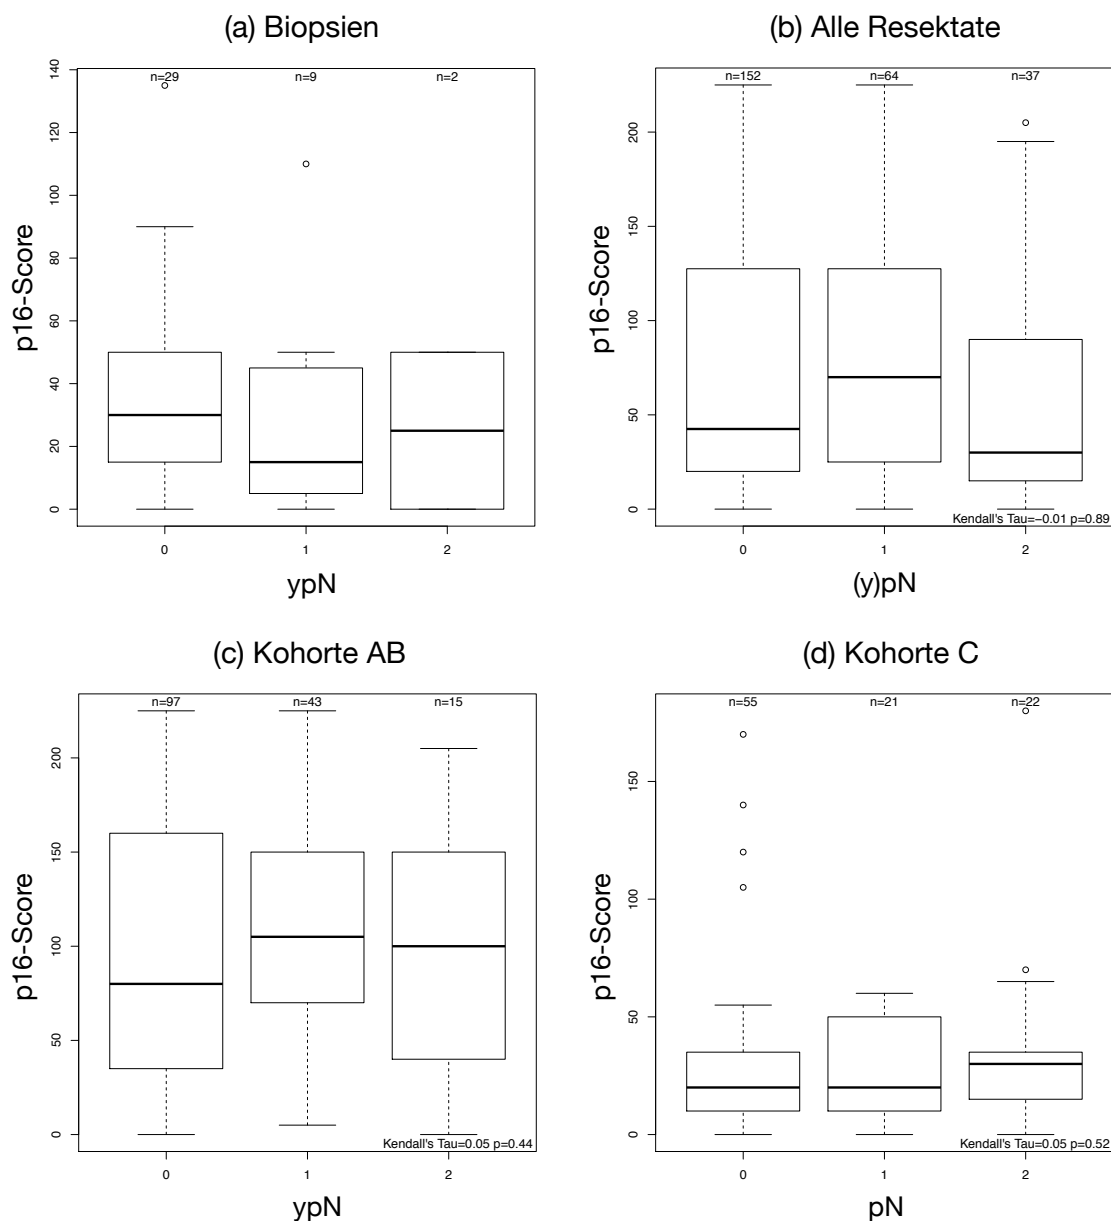 (a) Biopsien
n=29 n=9 n=2
140
120
100
80
60
40
20
0
p16-Score
0 1 2
ypN
(b) Alle Resektate
n=152 n=64 n=37
200
150
100
50
0
p16-Score
Kendall's Tau=−0.01 p=0.89
0 1 2
(y)pN
(c) Kohorte AB
n=97 n=43 n=15
200
150
100
50
0
p16-Score
Kendall's Tau=0.05 p=0.44
0 1 2
ypN
(d) Kohorte C
n=55 n=21 n=22
150
100
50
0
p16-Score
Kendall's Tau=0.05 p=0.52
0 1 2
pN